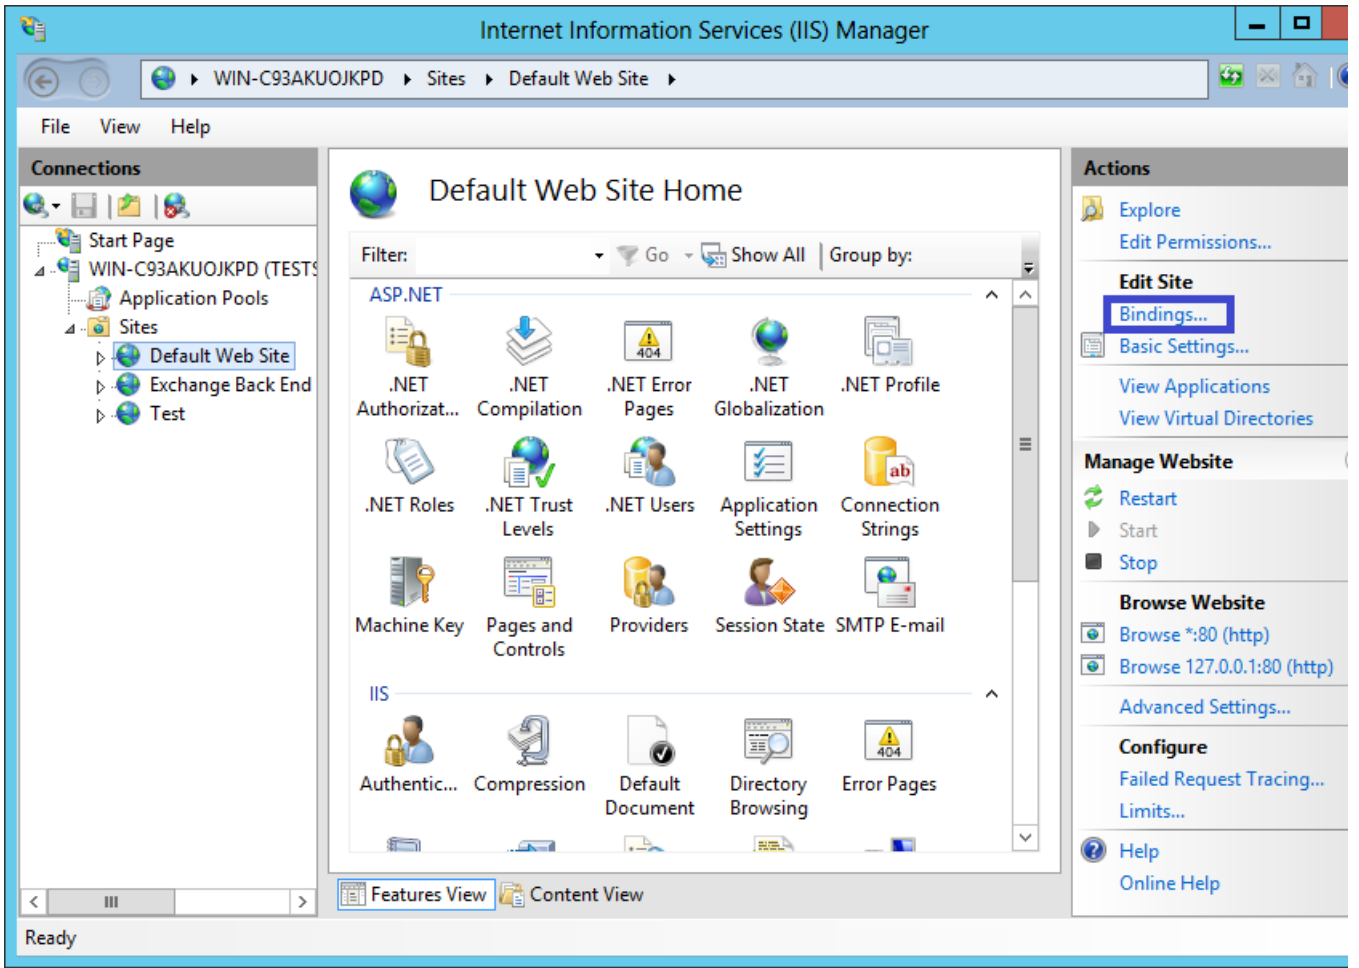 Internet Information Services (IIS) Manager
WIN-C93AKUOJKPD Sites Default Web Site
File View Help
Connections
Start Page
WIN-C93AKUOJKPD (TESTS
Application Pools
Sites
Default Web Site
Exchange Back End
Test
Default Web Site Home
Filter: Go Show All Group by:
ASP.NET
.NET Authorizat...
.NET Compilation
.NET Error Pages
.NET Globalization
.NET Profile
.NET Roles
.NET Trust Levels
.NET Users
Application Settings
Connection Strings
Machine Key
Pages and Controls
Providers
Session State
SMTP E-mail
IIS
Authentic...
Compression
Default Document
Directory Browsing
Error Pages
Features View Content View
Actions
Explore
Edit Permissions...
Edit Site
Bindings...
Basic Settings...
View Applications
View Virtual Directories
Manage Website
Restart
Start
Stop
Browse Website
Browse *:80 (http)
Browse 127.0.0.1:80 (http)
Advanced Settings...
Configure
Failed Request Tracing...
Limits...
Help
Online Help
Ready